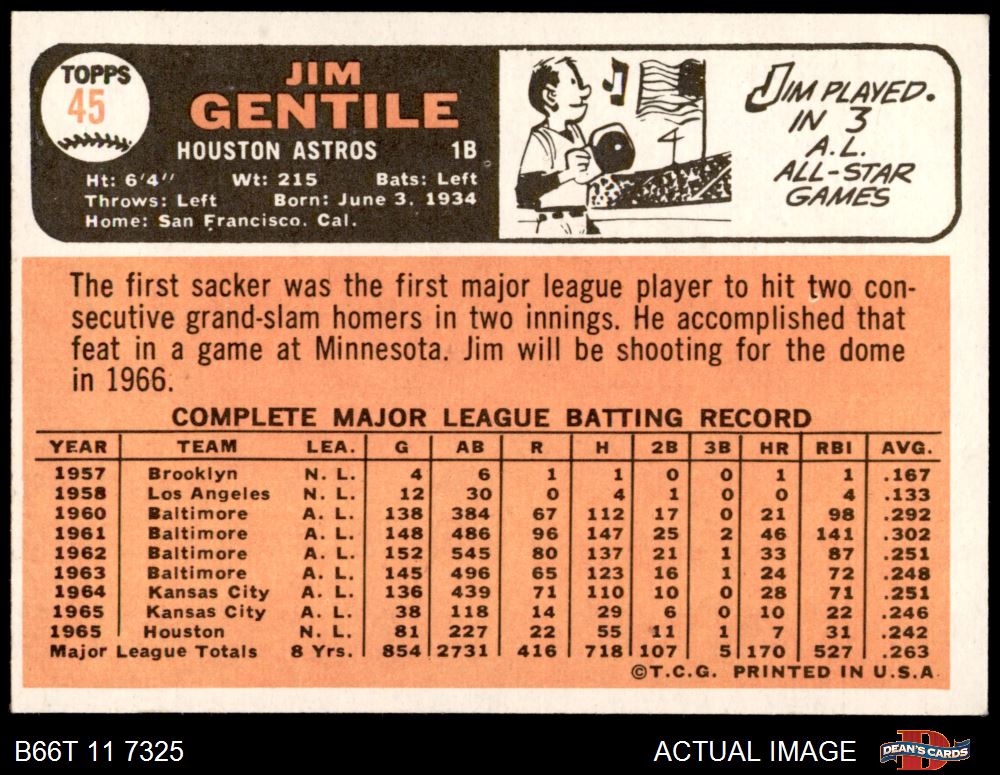 TOPPS
45
JIM
GENTILE
HOUSTON ASTROS 1B
Ht: 6'4" Wt: 215 Bats: Left
Throws: Left Born: June 3, 1934
Home: San Francisco, Cal.
JIM PLAYED
IN 3
A.L.
ALL-STAR
GAMES
4
The first sacker was the first major league player to hit two con-
secutive grand-slam homers in two innings. He accomplished that
feat in a game at Minnesota. Jim will be shooting for the dome
in 1966.
COMPLETE MAJOR LEAGUE BATTING RECORD
YEAR TEAM LEA. G AB R H 2B 3B HR RBI AVG.
1957 Brooklyn N. L. 4 6 1 1 0 0 1 1 .167
1958 Los Angeles N. L. 12 30 0 4 1 0 0 4 .133
1960 Baltimore A. L. 138 384 67 112 17 0 21 98 .292
1961 Baltimore A. L. 148 486 96 147 25 2 46 141 .302
1962 Baltimore A. L. 152 545 80 137 21 1 33 87 .251
1963 Baltimore A. L. 145 496 65 123 16 1 24 72 .248
1964 Kansas City A. L. 136 439 71 110 10 0 28 71 .251
1965 Kansas City A. L. 38 118 14 29 6 0 10 22 .246
1965 Houston N. L. 81 227 22 55 11 1 7 31 .242
Major League Totals 8 Yrs. 854 2731 416 718 107 5 170 527 .263
©T.C.G. PRINTED IN U.S.A.
B66T 11 7325 ACTUAL IMAGE DEAN'S CARDS